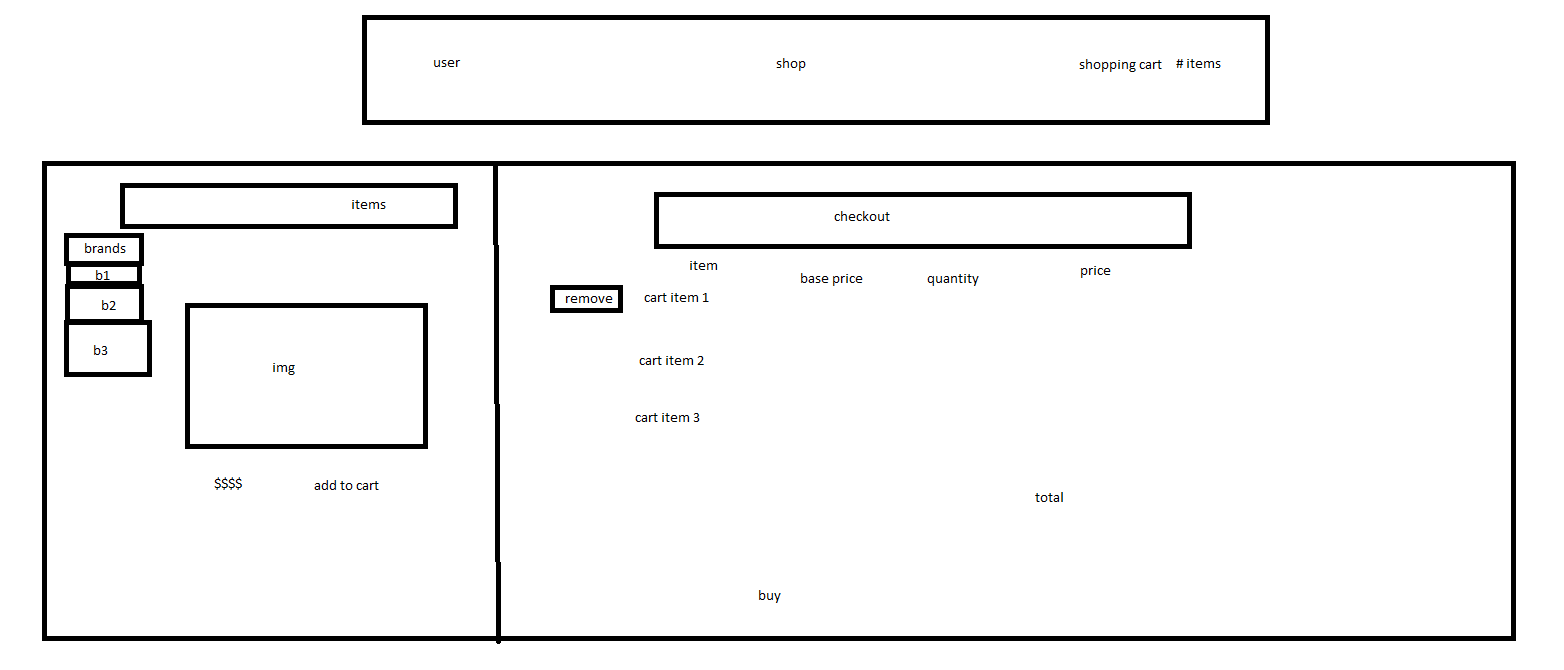 user shop shopping cart # items
items
brands
b1
b2
b3
img
$$$$ add to cart
checkout
item base price quantity price
remove cart item 1
cart item 2
cart item 3
total
buy